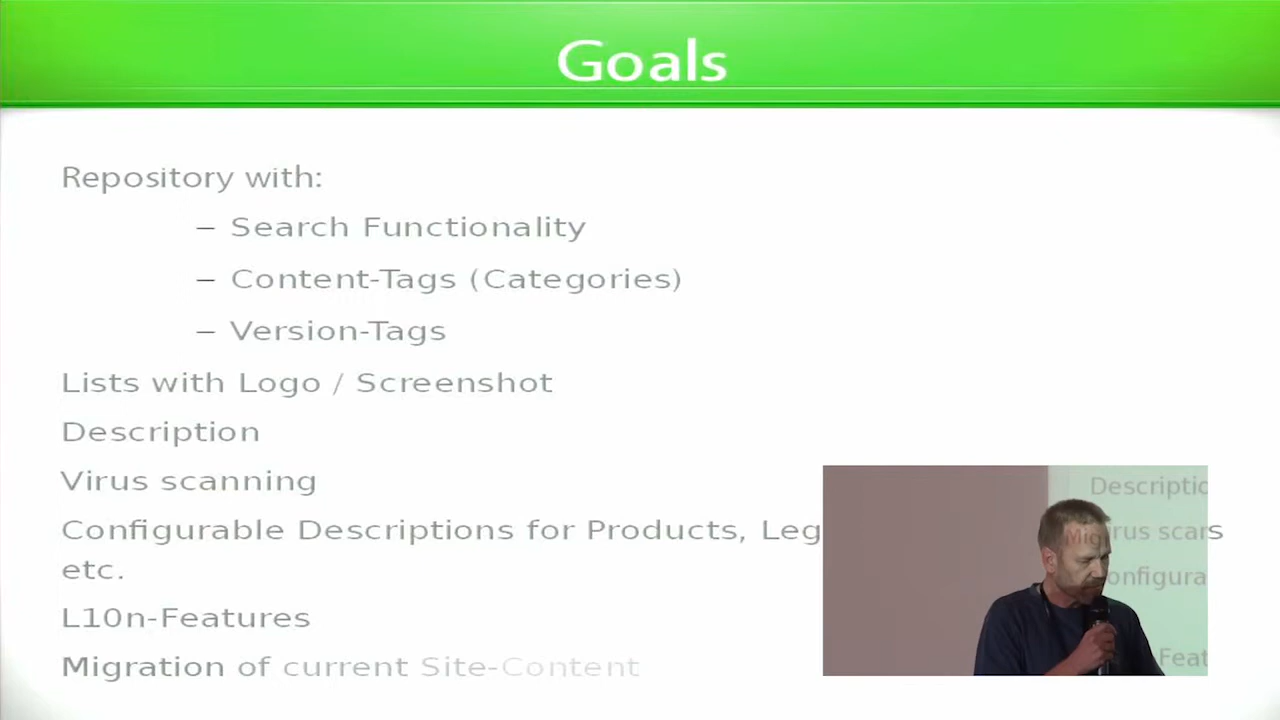 Goals
Repository with:
– Search Functionality
– Content-Tags (Categories)
– Version-Tags
Lists with Logo / Screenshot
Description
Virus scanning
Configurable Descriptions for Products,
etc.
L10n-Features
Migration of current Site-Content